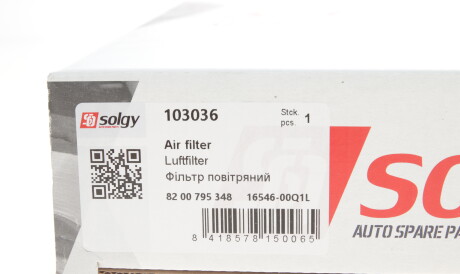 solgy
103036
Stck.
pcs. 1
Air filter
Luftfilter
Фільтр повітряний
82 00 795 348 16546-00Q1L
8 418578 150065
SO
AUTO SPARE PA